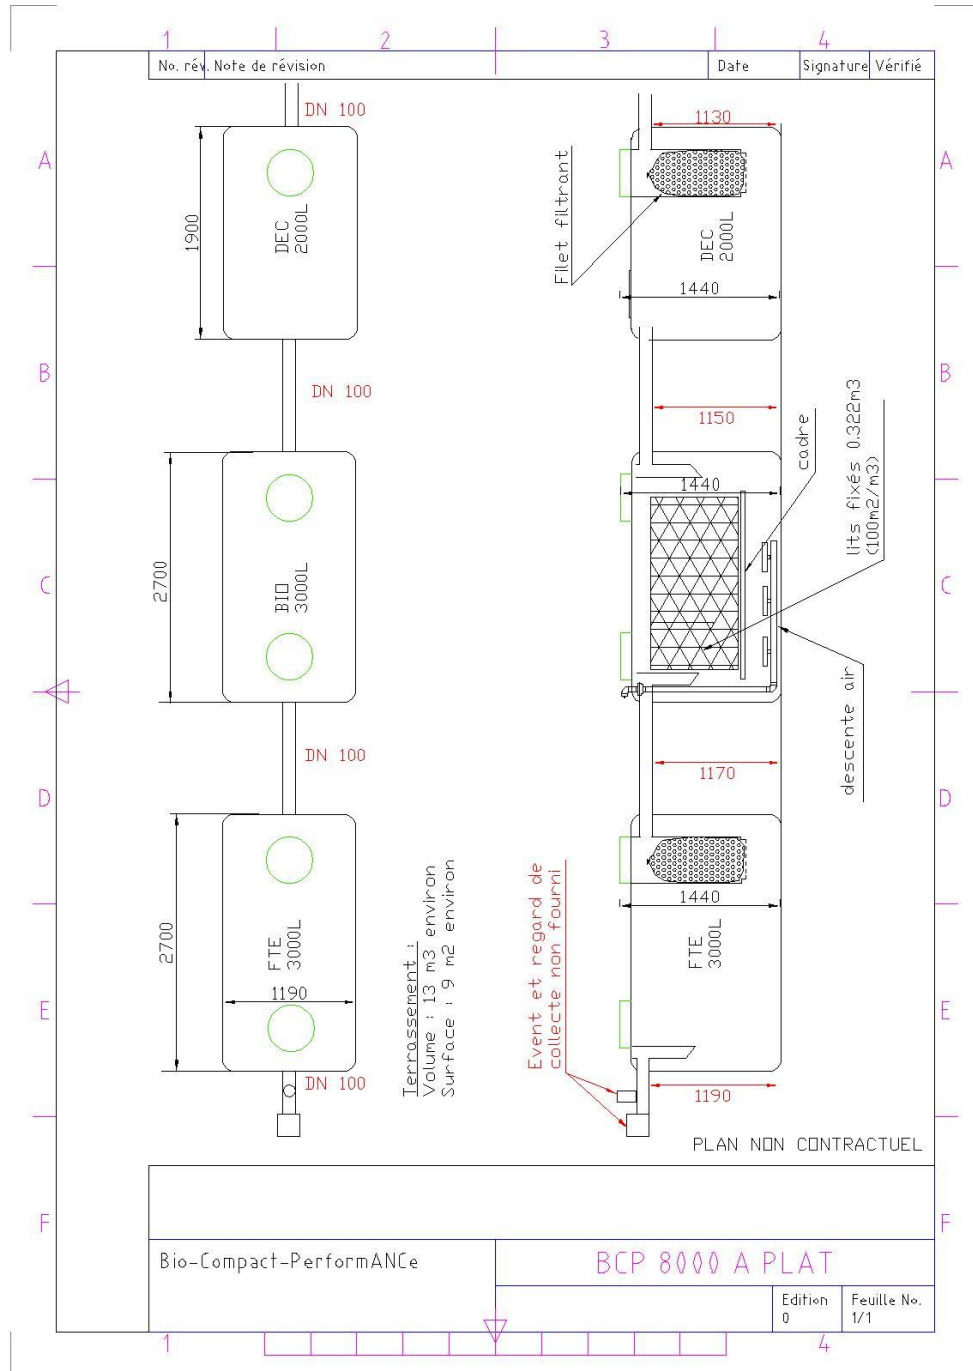 1 2 3 4
No. rév. Note de révision Date Signature Vérifié
A
B
C
D
E
F
A
B
C
D
E
F
DN 100
1900
DEC
2000L
DN 100
2700
BIO
3000L
DN 100
2700
FTE
3000L
1190
DN 100
Terrassement :
Volume : 13 m3 environ
Surface : 9 m2 environ
1130
Filet filtrant
DEC
2000L
1440
1150
cadre
lits fixés 0.322m3
(100m2/m3)
1440
descente air
1170
1440
FTE
3000L
Event et regard de
collecte non fourni
1190
PLAN NON CONTRACTUEL
Bio-Compact-PerformANCe
BCP 8000 A PLAT
Edition
0
Feuille No.
1/1
1 4